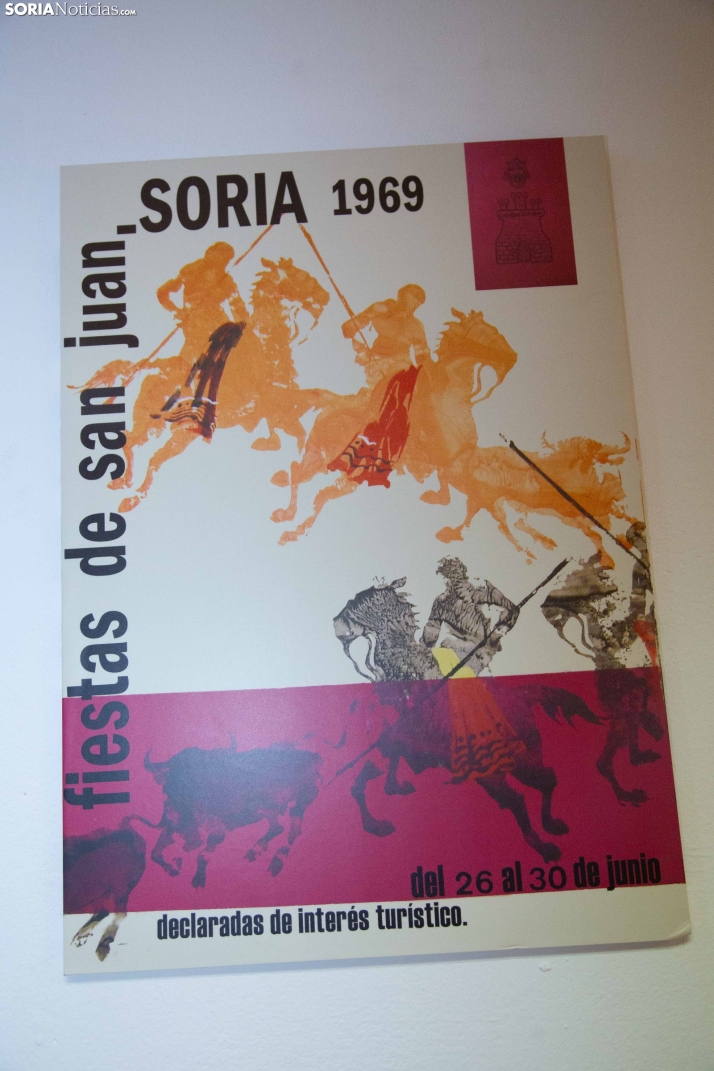 SORIANoticias.com
fiestas de san juan_SORIA 1969
del 26 al 30 de junio
declaradas de interés turístico.